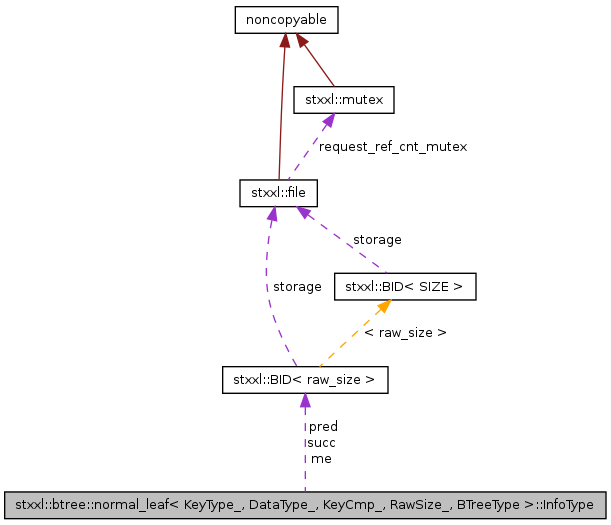 noncopyable
stxxl::mutex
request_ref_cnt_mutex
stxxl::file
storage
stxxl::BID< SIZE >
storage
< raw_size >
stxxl::BID< raw_size >
pred
succ
me
stxxl::btree::normal_leaf< KeyType_, DataType_, KeyCmp_, RawSize_, BTreeType >::InfoType